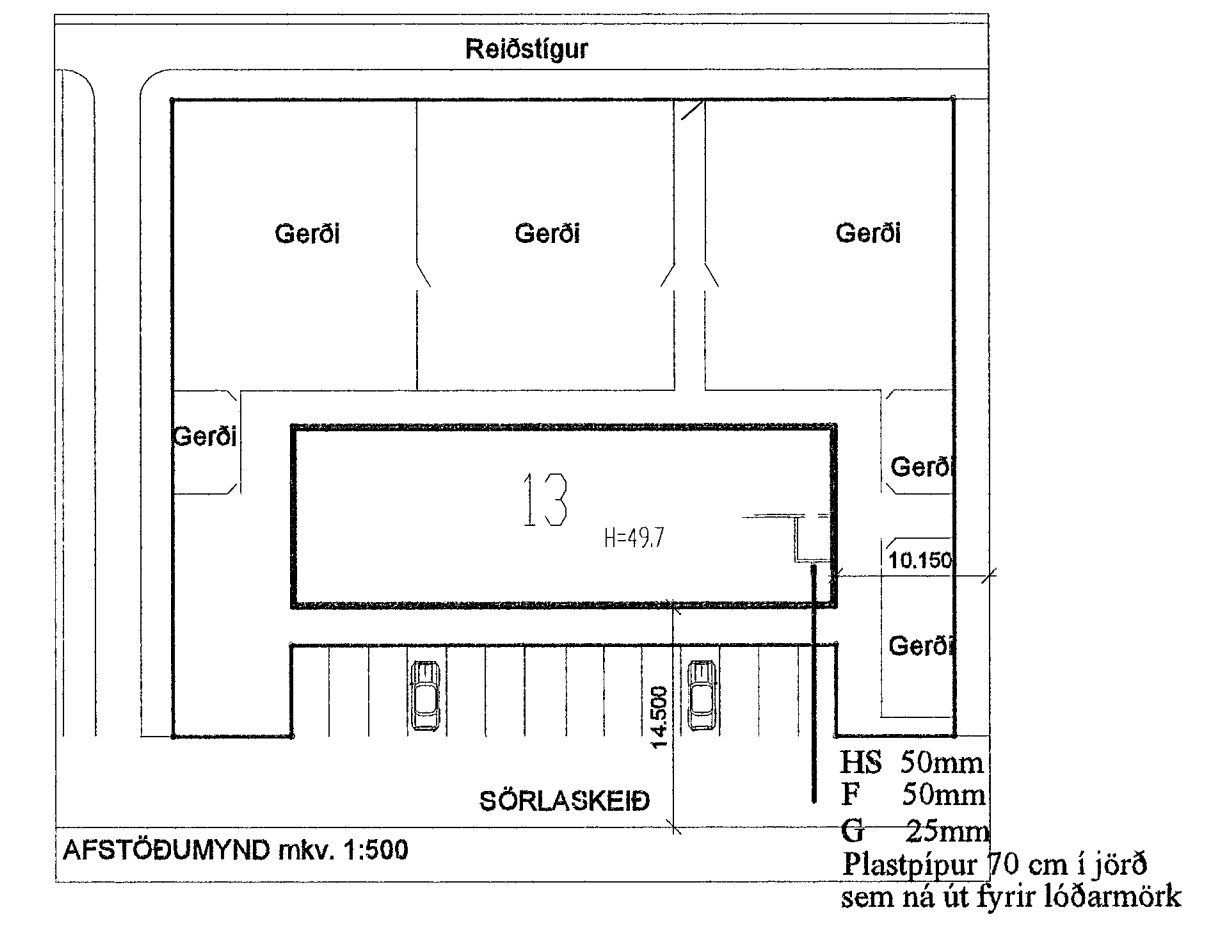 Reiðstígur
Gerði
Gerði
Gerði
Gerði
Gerði
13
H=49.7
10.150
Gerði
14.500
HS 50mm
SÖRLASKEIÐ
F 50mm
G 25mm
AFSTÖÐUMYND mkv. 1:500
Plastpípur 70 cm í jörð
sem ná út fyrir lóðarmörk